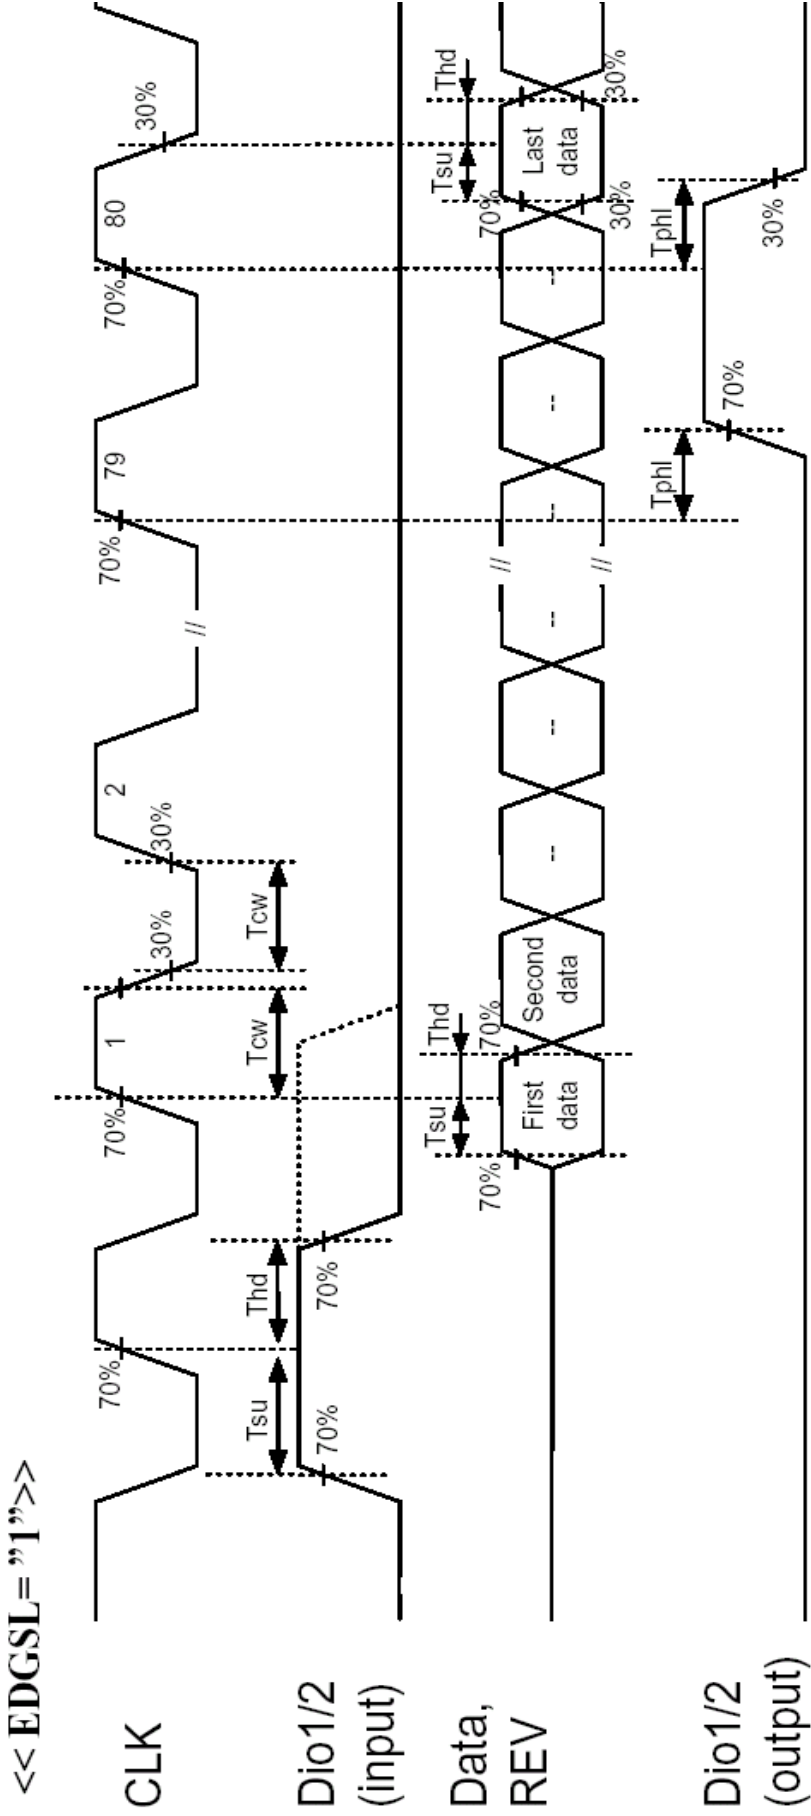 << EDGSL= ”1”>>
CLK
70%
70%
1
30%
30%
2
//
70%
79
70%
80
30%
Tsu
Thd
Tcw
Tcw
Dio1/2
(input)
70%
70%
Data,
REV
Tsu
Thd
70%
70%
First
data
Second
data
--
--
--
//
//
--
--
--
Tsu
Thd
70%
30%
Last
data
30%
Dio1/2
(output)
Tphl
70%
Tphl
30%